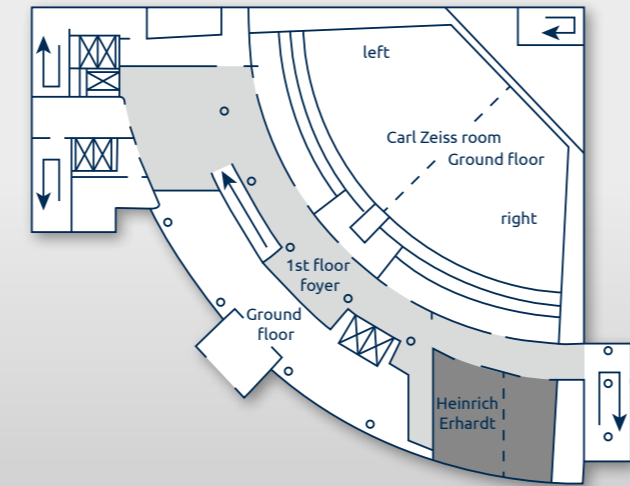 left
Carl Zeiss room
Ground floor
right
1st floor
foyer
Ground
floor
Heinrich
Erhardt